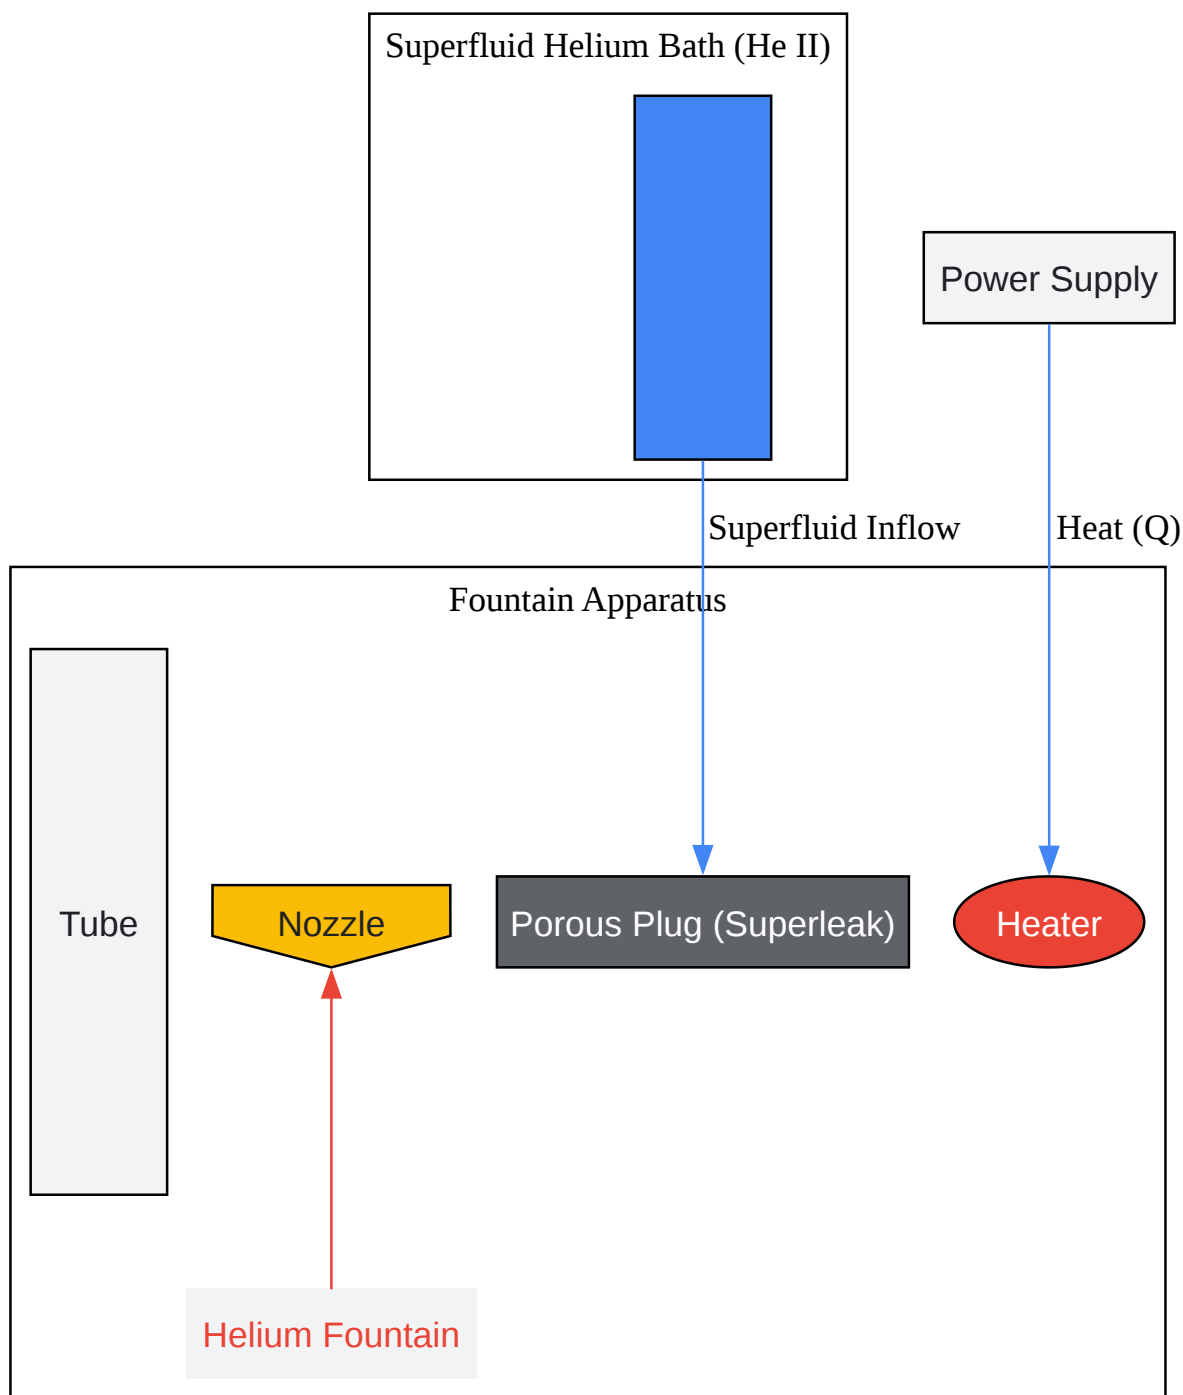 Superfluid Helium Bath (He II)
Power Supply
Superfluid Inflow
Heat (Q)
Fountain Apparatus
Tube
Nozzle
Porous Plug (Superleak)
Heater
Helium Fountain